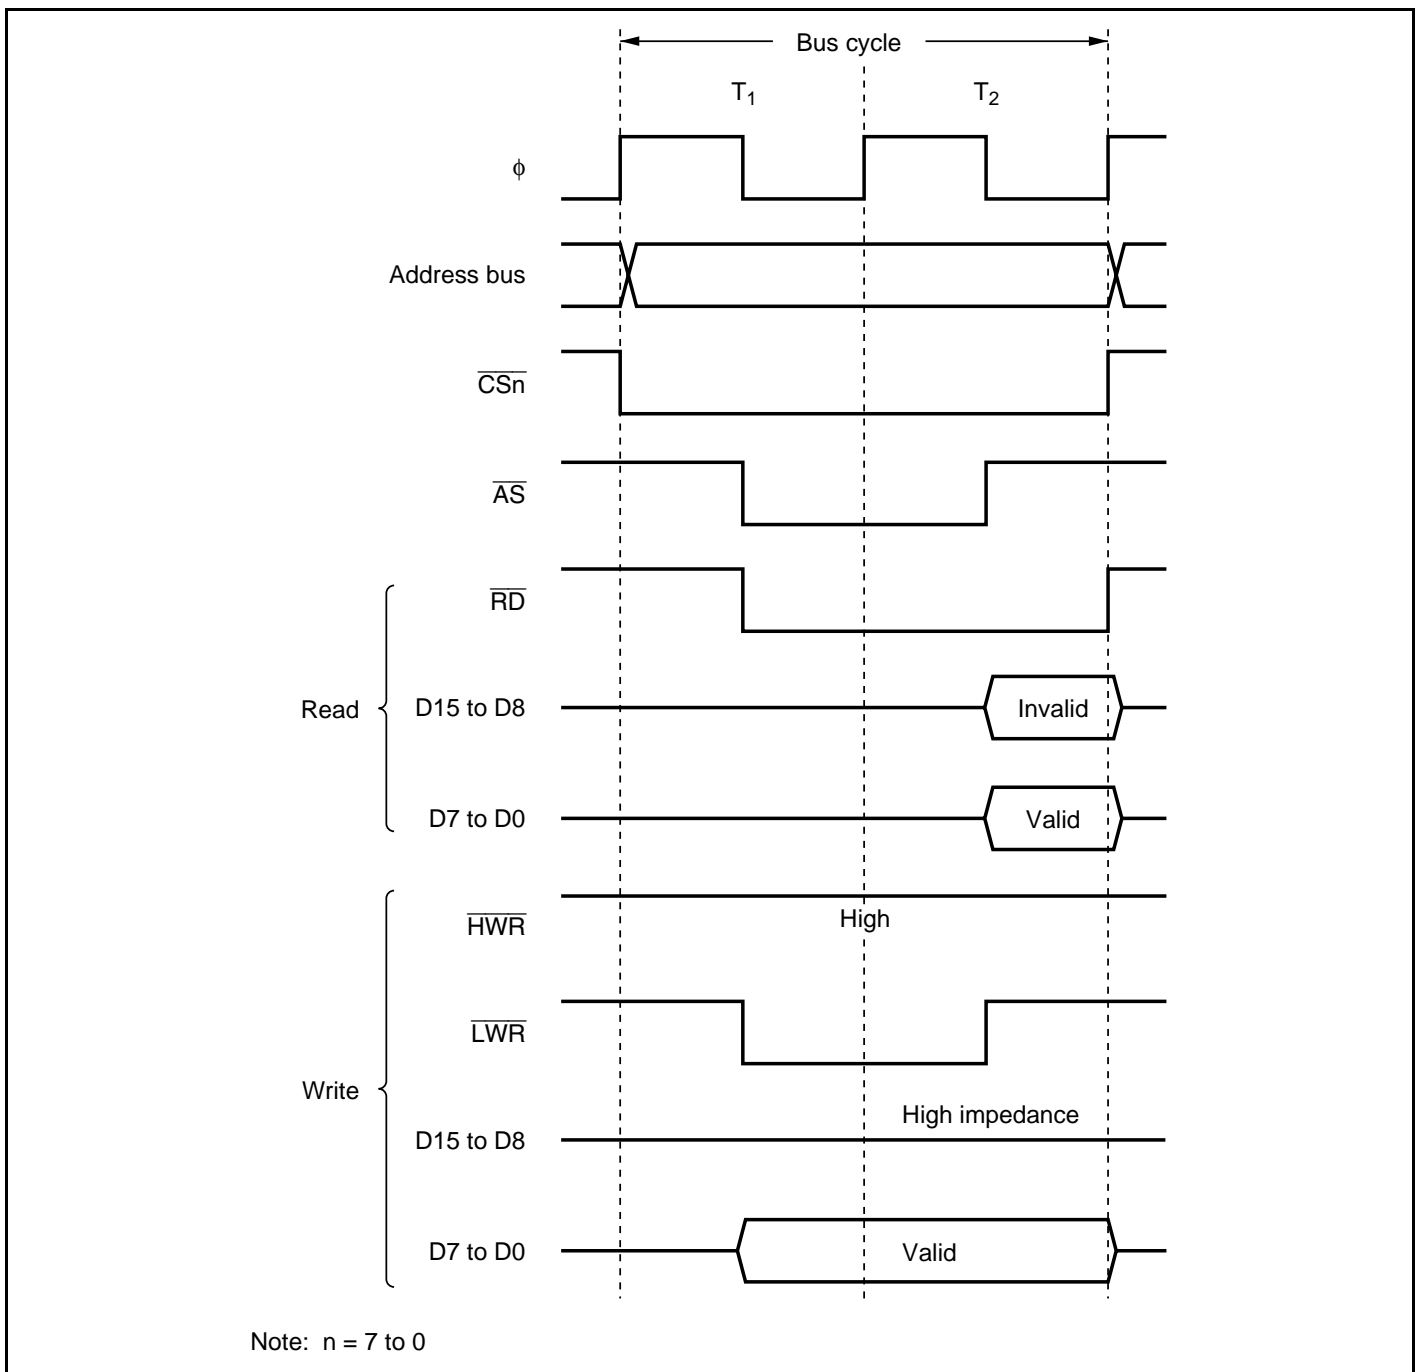 Bus cycle
T1 T2
ϕ
Address bus
CSn
AS
RD
Read
D15 to D8
Invalid
D7 to D0
Valid
HWR
High
LWR
Write
High impedance
D15 to D8
D7 to D0
Valid
Note: n = 7 to 0